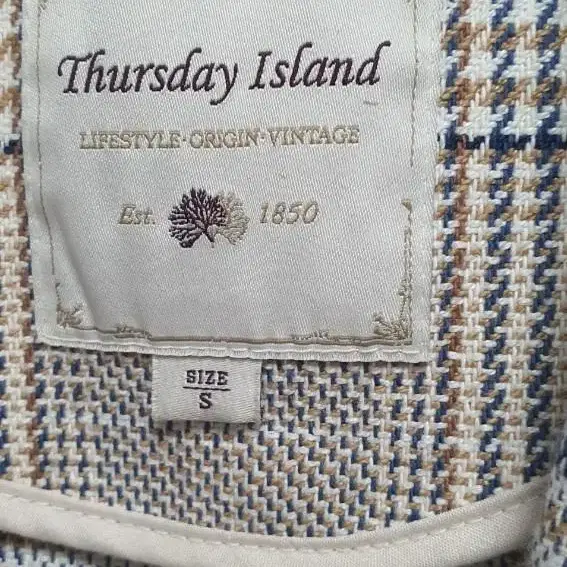 Thursday Island
LIFESTYLE·ORIGIN·VINTAGE
Est. 1850
SIZE
S